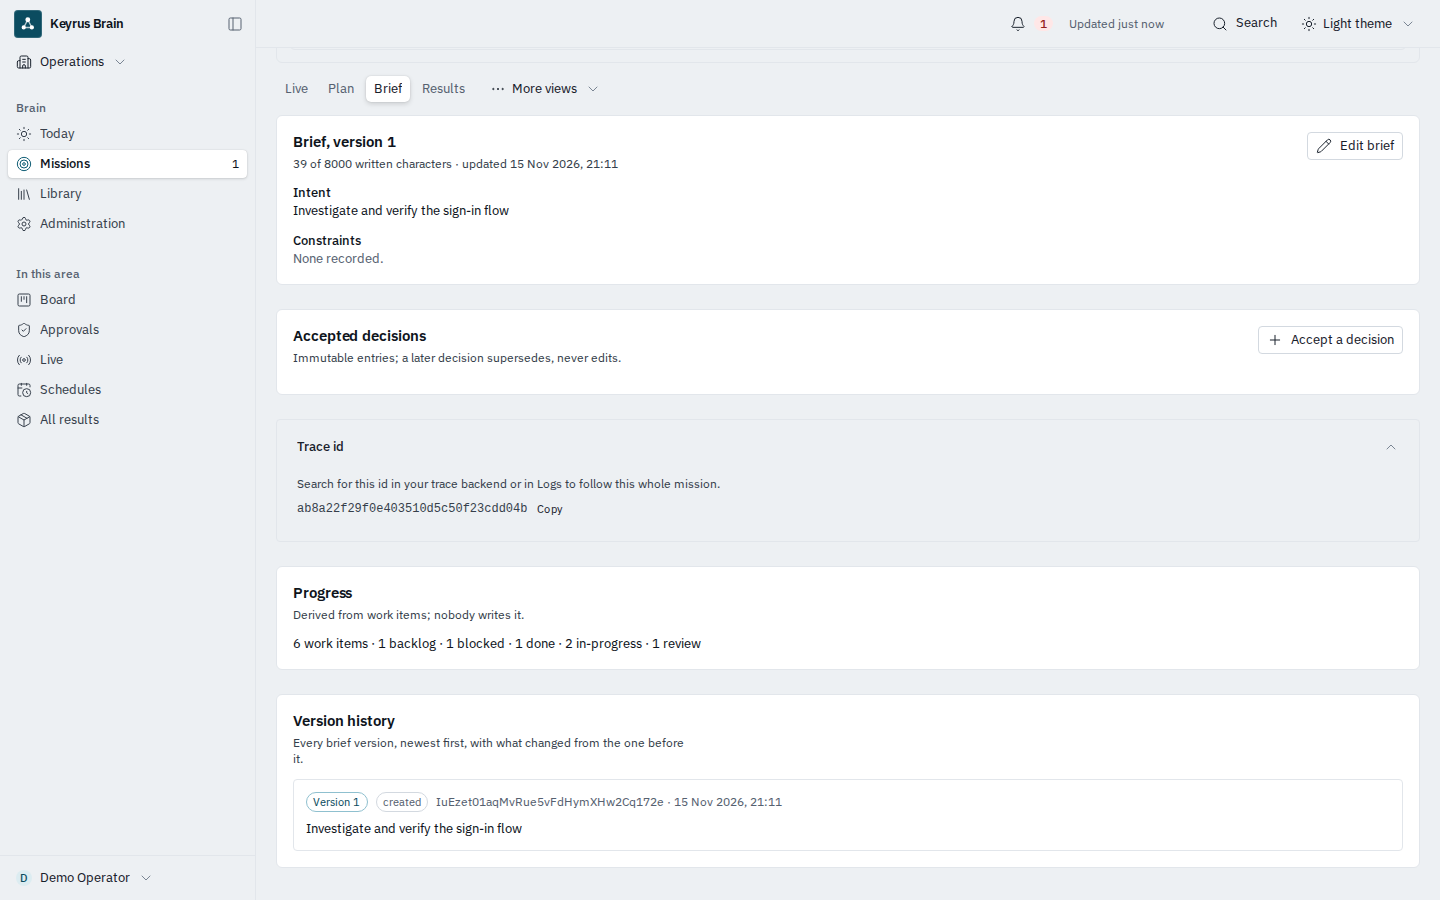 Keyrus Brain
1
Updated just now
Search
Light theme
Operations
Brain
Today
Missions
1
Library
Administration
In this area
Board
Approvals
Live
Schedules
All results
Demo Operator
D
Live
Plan
Brief
Results
More views
Brief, version 1
Edit brief
39 of 8000 written characters · updated 15 Nov 2026, 21:11
Intent
Investigate and verify the sign-in flow
Constraints
None recorded.
Accepted decisions
Accept a decision
Immutable entries; a later decision supersedes, never edits.
Trace id
Search for this id in your trace backend or in Logs to follow this whole mission.
ab8a22f29f0e403510d5c50f23cdd04b Copy
Progress
Derived from work items; nobody writes it.
6 work items · 1 backlog · 1 blocked · 1 done · 2 in-progress · 1 review
Version history
Every brief version, newest first, with what changed from the one before
it.
Version 1 created IuEzet01aqMvRue5vFdHymXHw2Cq172e · 15 Nov 2026, 21:11
Investigate and verify the sign-in flow